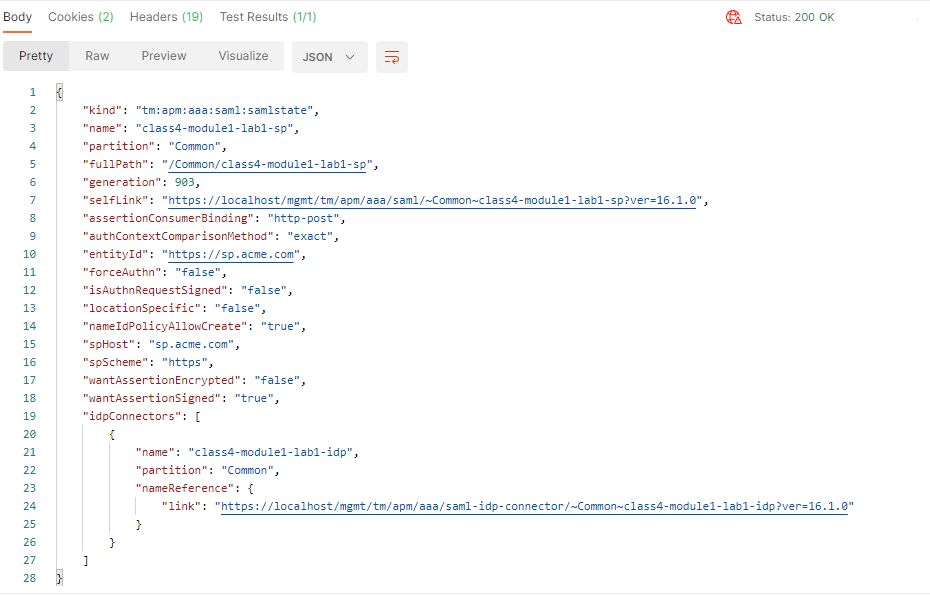 Body Cookies (2) Headers (19) Test Results (1/1) Status: 200 OK
Pretty Raw Preview Visualize JSON
1 {
2 "kind": "tm:apm:aaa:saml:samlstate",
3 "name": "class4-module1-lab1-sp",
4 "partition": "Common",
5 "fullPath": "/Common/class4-module1-lab1-sp",
6 "generation": 903,
7 "selfLink": "https://localhost/mgmt/tm/apm/aaa/saml/~Common~class4-module1-lab1-sp?ver=16.1.0",
8 "assertionConsumerBinding": "http-post",
9 "authContextComparisonMethod": "exact",
10 "entityId": "https://sp.acme.com",
11 "forceAuthn": "false",
12 "isAuthnRequestSigned": "false",
13 "locationSpecific": "false",
14 "nameIdPolicyAllowCreate": "true",
15 "spHost": "sp.acme.com",
16 "spScheme": "https",
17 "wantAssertionEncrypted": "false",
18 "wantAssertionSigned": "true",
19 "idpConnectors": [
20 {
21 "name": "class4-module1-lab1-idp",
22 "partition": "Common",
23 "nameReference": {
24 "link": "https://localhost/mgmt/tm/apm/aaa/saml-idp-connector/~Common~class4-module1-lab1-idp?ver=16.1.0"
25 }
26 }
27 ]
28 }